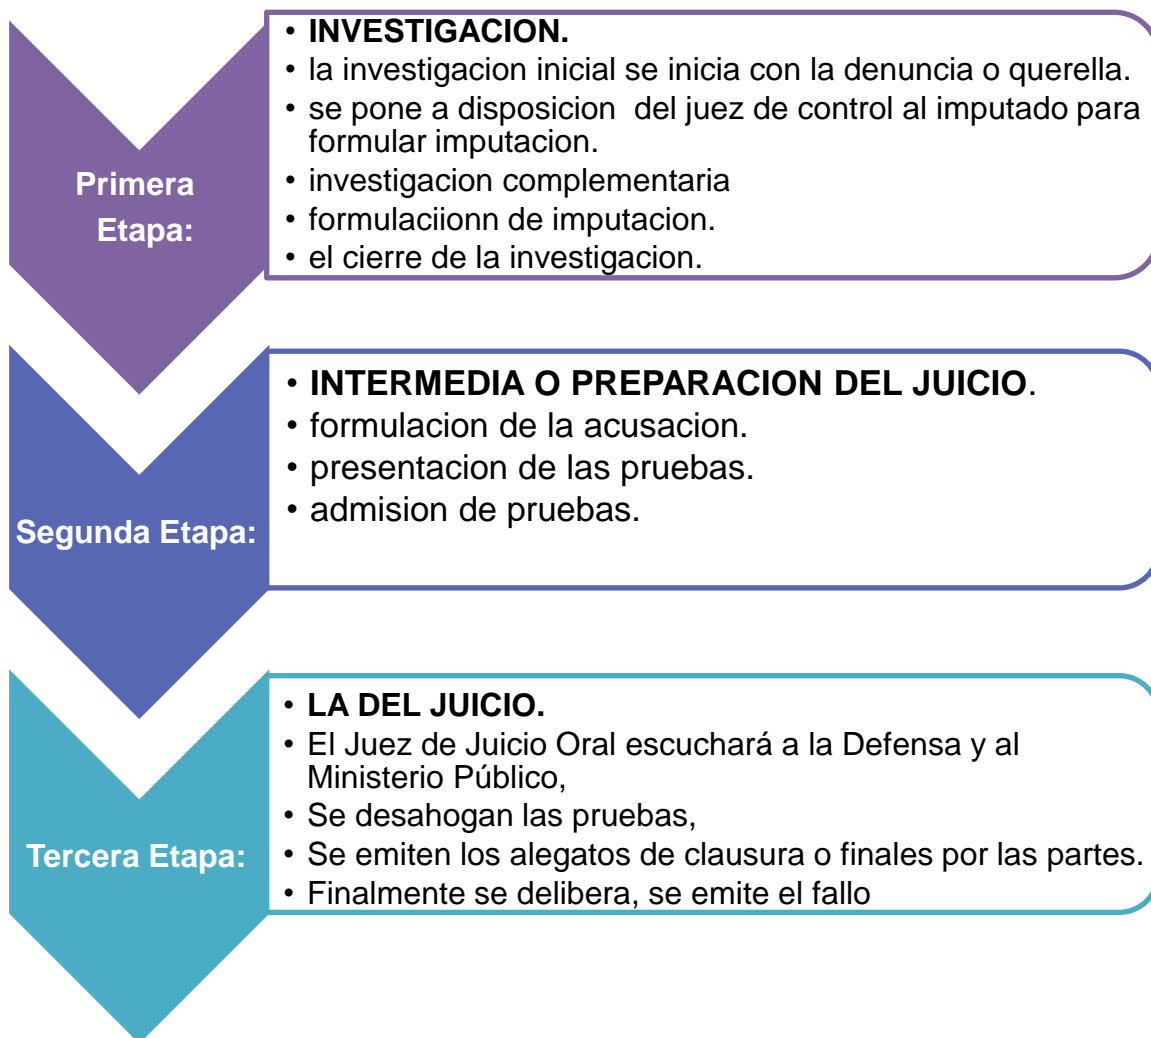 Primera
Etapa:
• INVESTIGACION.
• la investigacion inicial se inicia con la denuncia o querella.
• se pone a disposicion del juez de control al imputado para
formular imputacion.
• investigacion complementaria
• formulaciionn de imputacion.
• el cierre de la investigacion.
Segunda Etapa:
• INTERMEDIA O PREPARACION DEL JUICIO.
• formulacion de la acusacion.
• presentacion de las pruebas.
• admision de pruebas.
Tercera Etapa:
• LA DEL JUICIO.
• El Juez de Juicio Oral escuchará a la Defensa y al
Ministerio Público,
• Se desahogan las pruebas,
• Se emiten los alegatos de clausura o finales por las partes.
• Finalmente se delibera, se emite el fallo